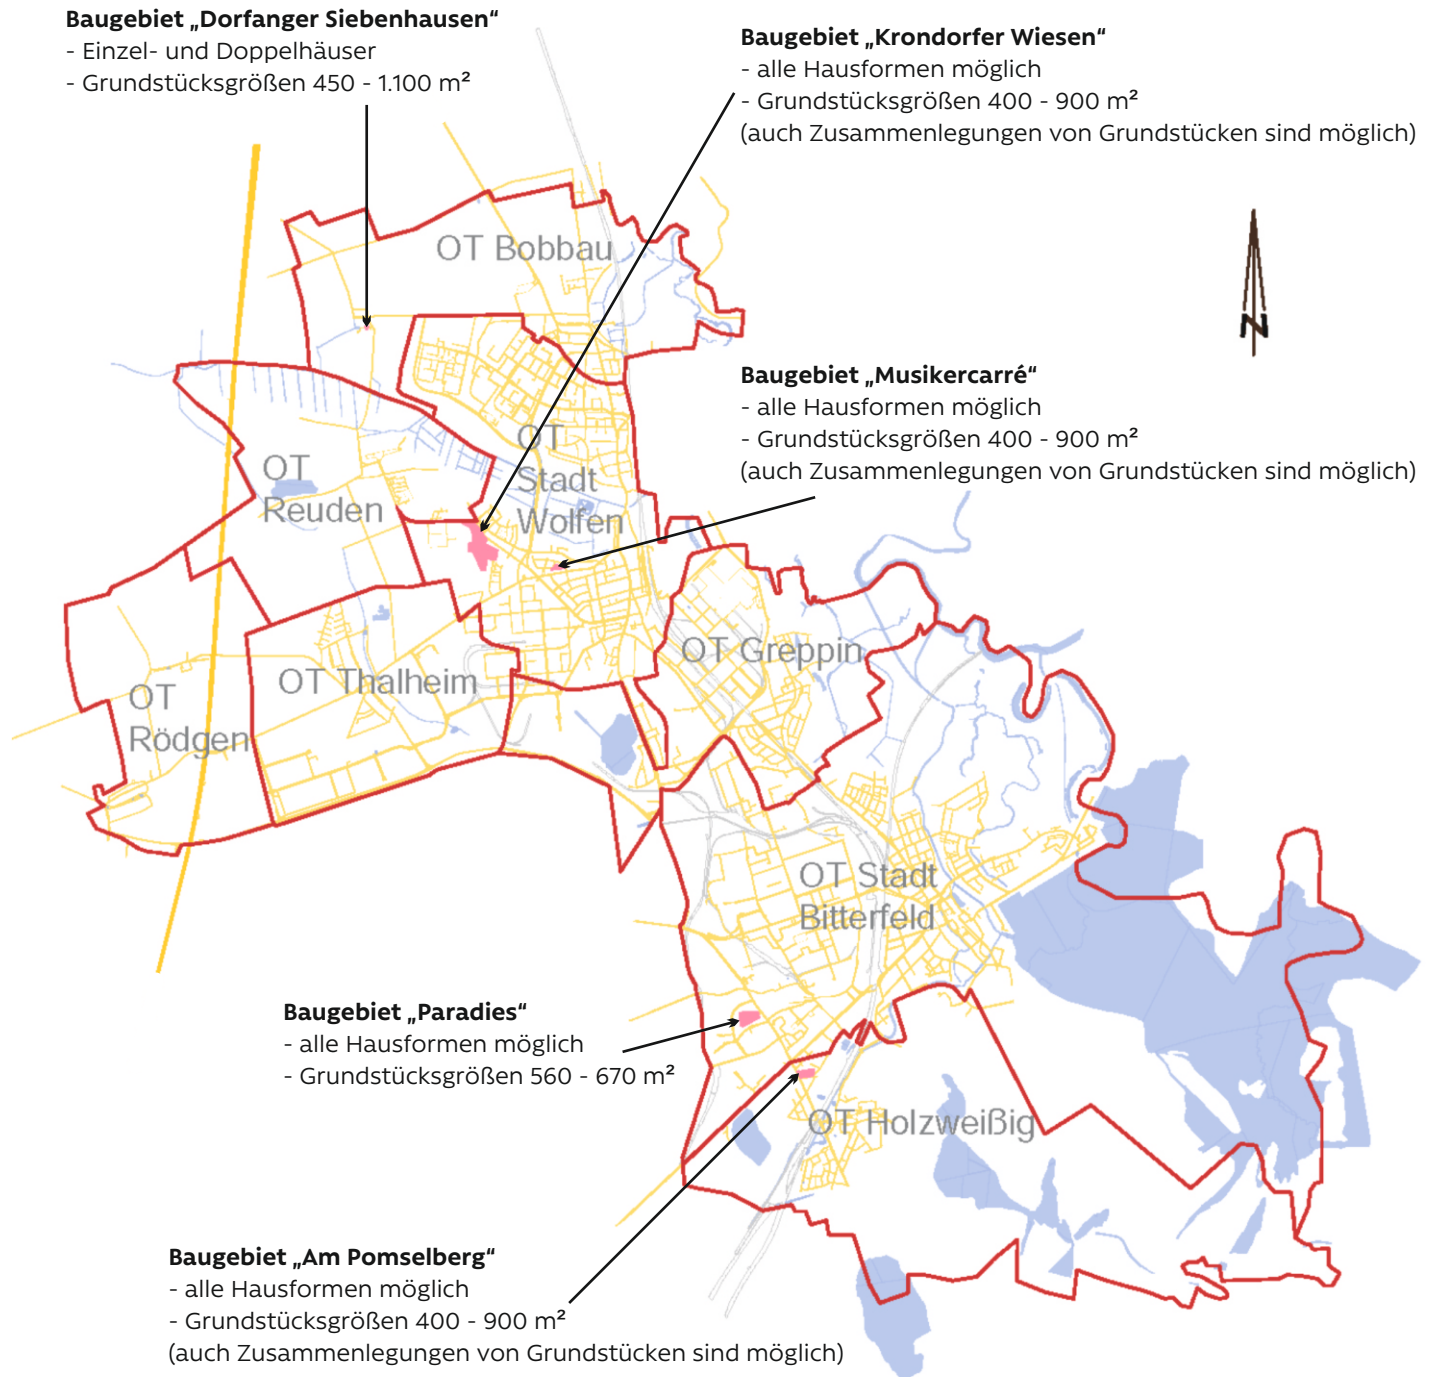 Baugebiet „Dorfanger Siebenhausen“
- Einzel- und Doppelhäuser
- Grundstücksgrößen 450 - 1.100 m²
Baugebiet „Krondorfer Wiesen“
- alle Hausformen möglich
- Grundstücksgrößen 400 - 900 m²
(auch Zusammenlegungen von Grundstücken sind möglich)
OT Bobbau
N
Baugebiet „Musikercarré“
- alle Hausformen möglich
- Grundstücksgrößen 400 - 900 m²
(auch Zusammenlegungen von Grundstücken sind möglich)
OT
Stadt
Wolfen
OT
Reuden
OT Greppin
OT Thalheim
OT
Rödgen
OT Stadt
Bitterfeld
Baugebiet „Paradies“
- alle Hausformen möglich
- Grundstücksgrößen 560 - 670 m²
OT Holzweißig
Baugebiet „Am Pomselberg“
- alle Hausformen möglich
- Grundstücksgrößen 400 - 900 m²
(auch Zusammenlegungen von Grundstücken sind möglich)